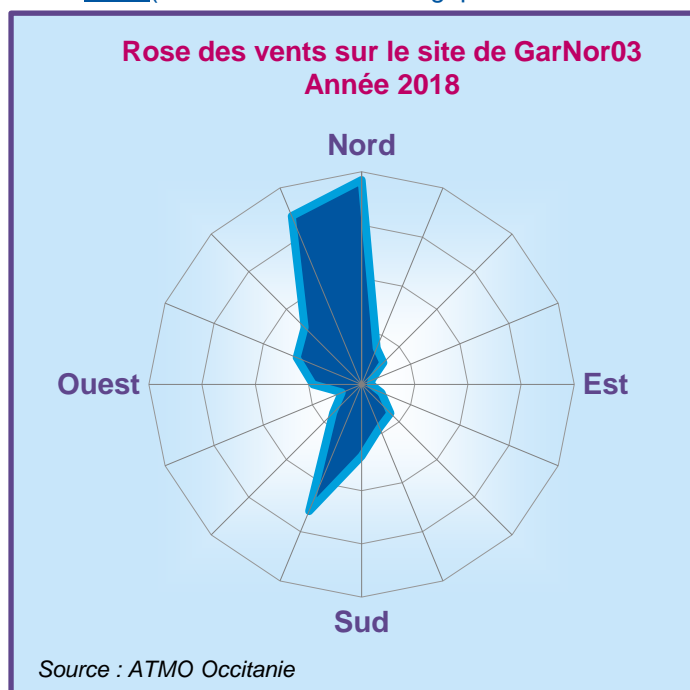 Rose des vents sur le site de GarNor03
Année 2018
Nord
Ouest
Est
Sud
Source : ATMO Occitanie